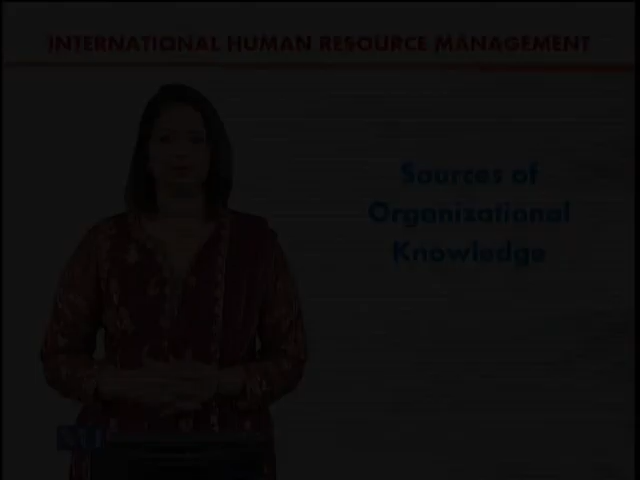 INTERNATIONAL HUMAN RESOURCE MANAGEMENT
Sources of
Organizational
Knowledge